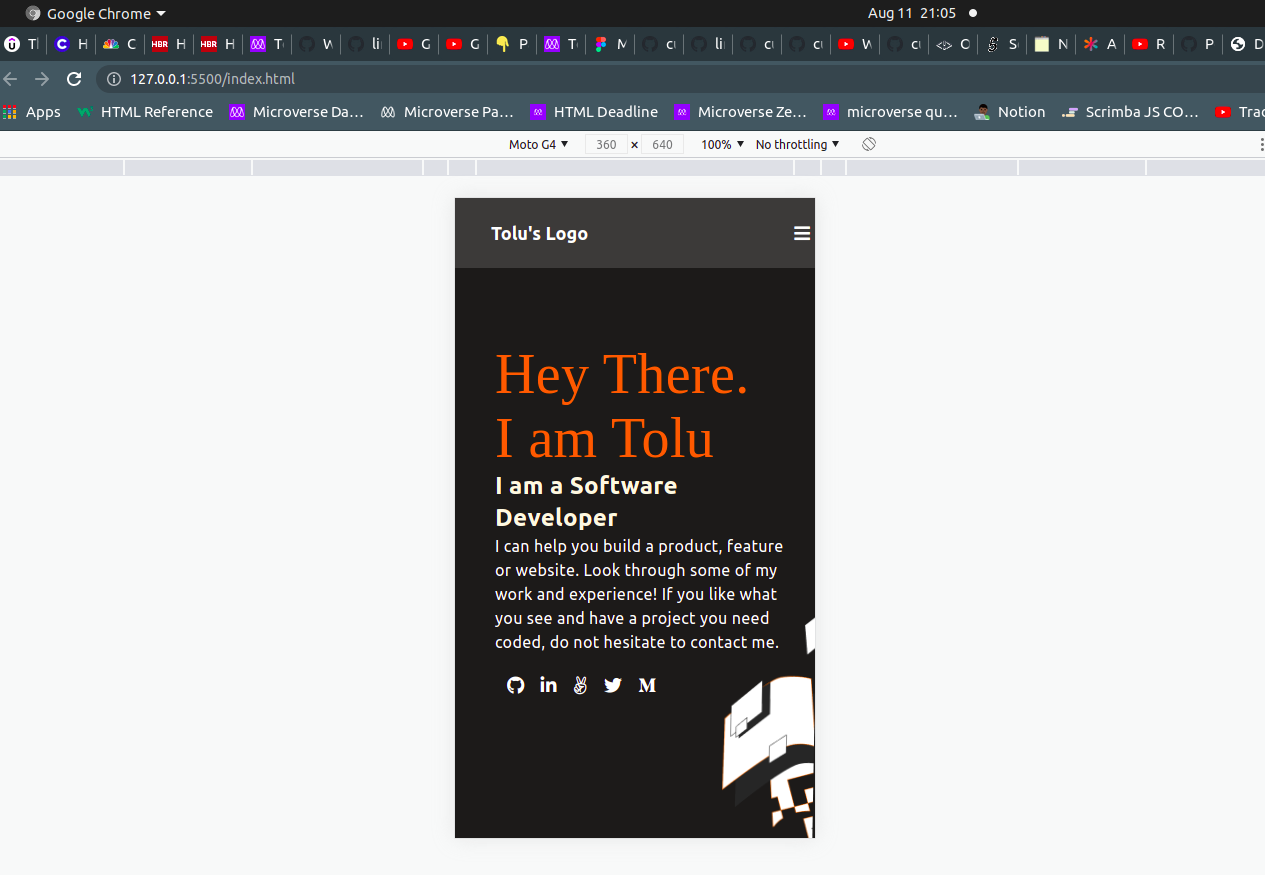 Google Chrome
Aug 11 21:05
127.0.0.1:5500/index.html
Apps HTML Reference Microverse Da… Microverse Pa… HTML Deadline Microverse Ze… microverse qu… Notion Scrimba JS CO… Trac
Moto G4 360 × 640 100% No throttling
Tolu's Logo
Hey There.
I am Tolu
I am a Software
Developer
I can help you build a product, feature
or website. Look through some of my
work and experience! If you like what
you see and have a project you need
coded, do not hesitate to contact me.